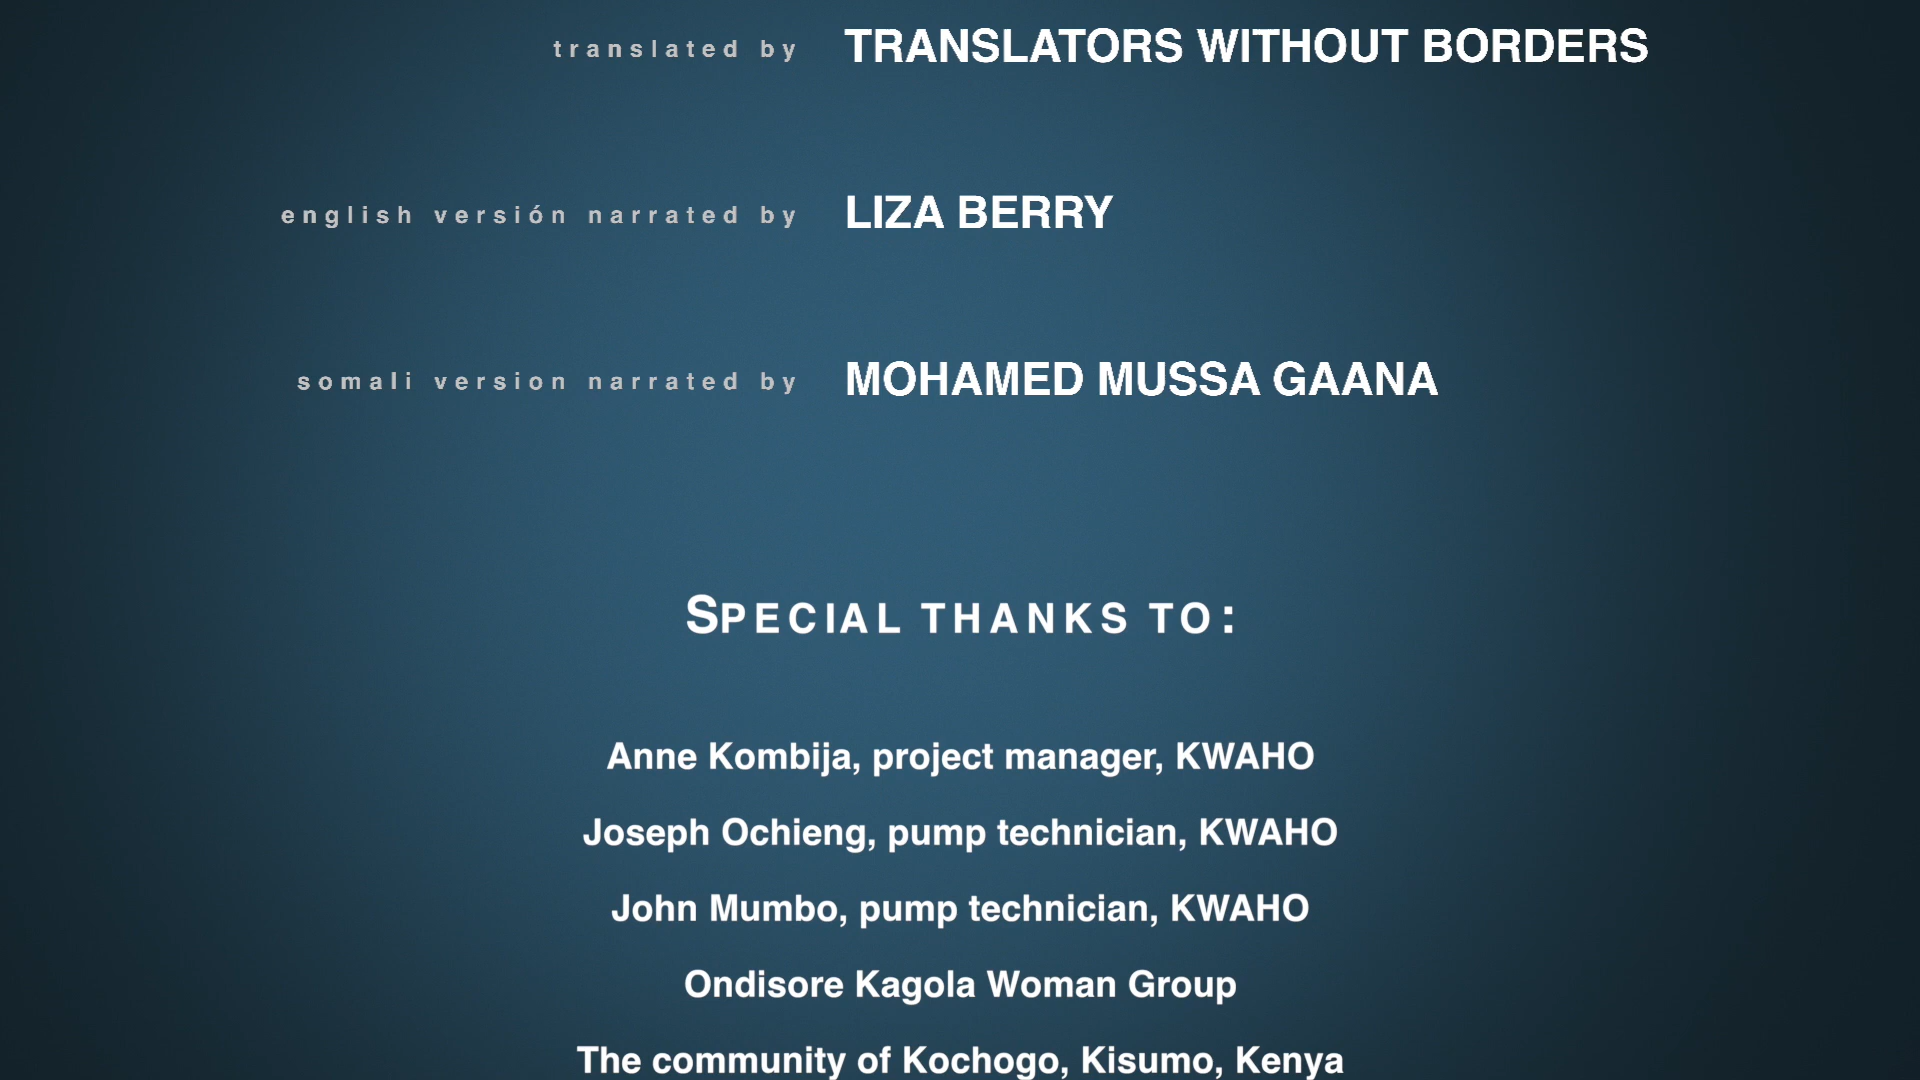 translated by TRANSLATORS WITHOUT BORDERS
english versión narrated by LIZA BERRY
somali version narrated by MOHAMED MUSSA GAANA
SPECIAL THANKS TO:
Anne Kombija, project manager, KWAHO
Joseph Ochieng, pump technician, KWAHO
John Mumbo, pump technician, KWAHO
Ondisore Kagola Woman Group
The community of Kochogo, Kisumo, Kenya